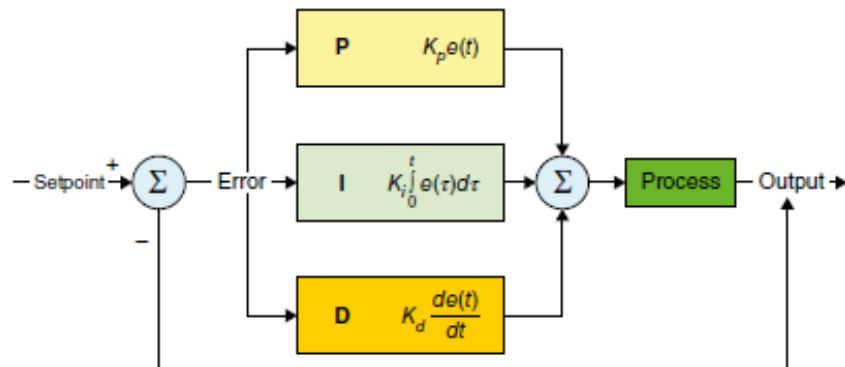 P K_p e(t)
+
Setpoint Σ Error I K_i ∫_0^t e(τ)dτ Σ Process Output
−
D K_d de(t)/dt